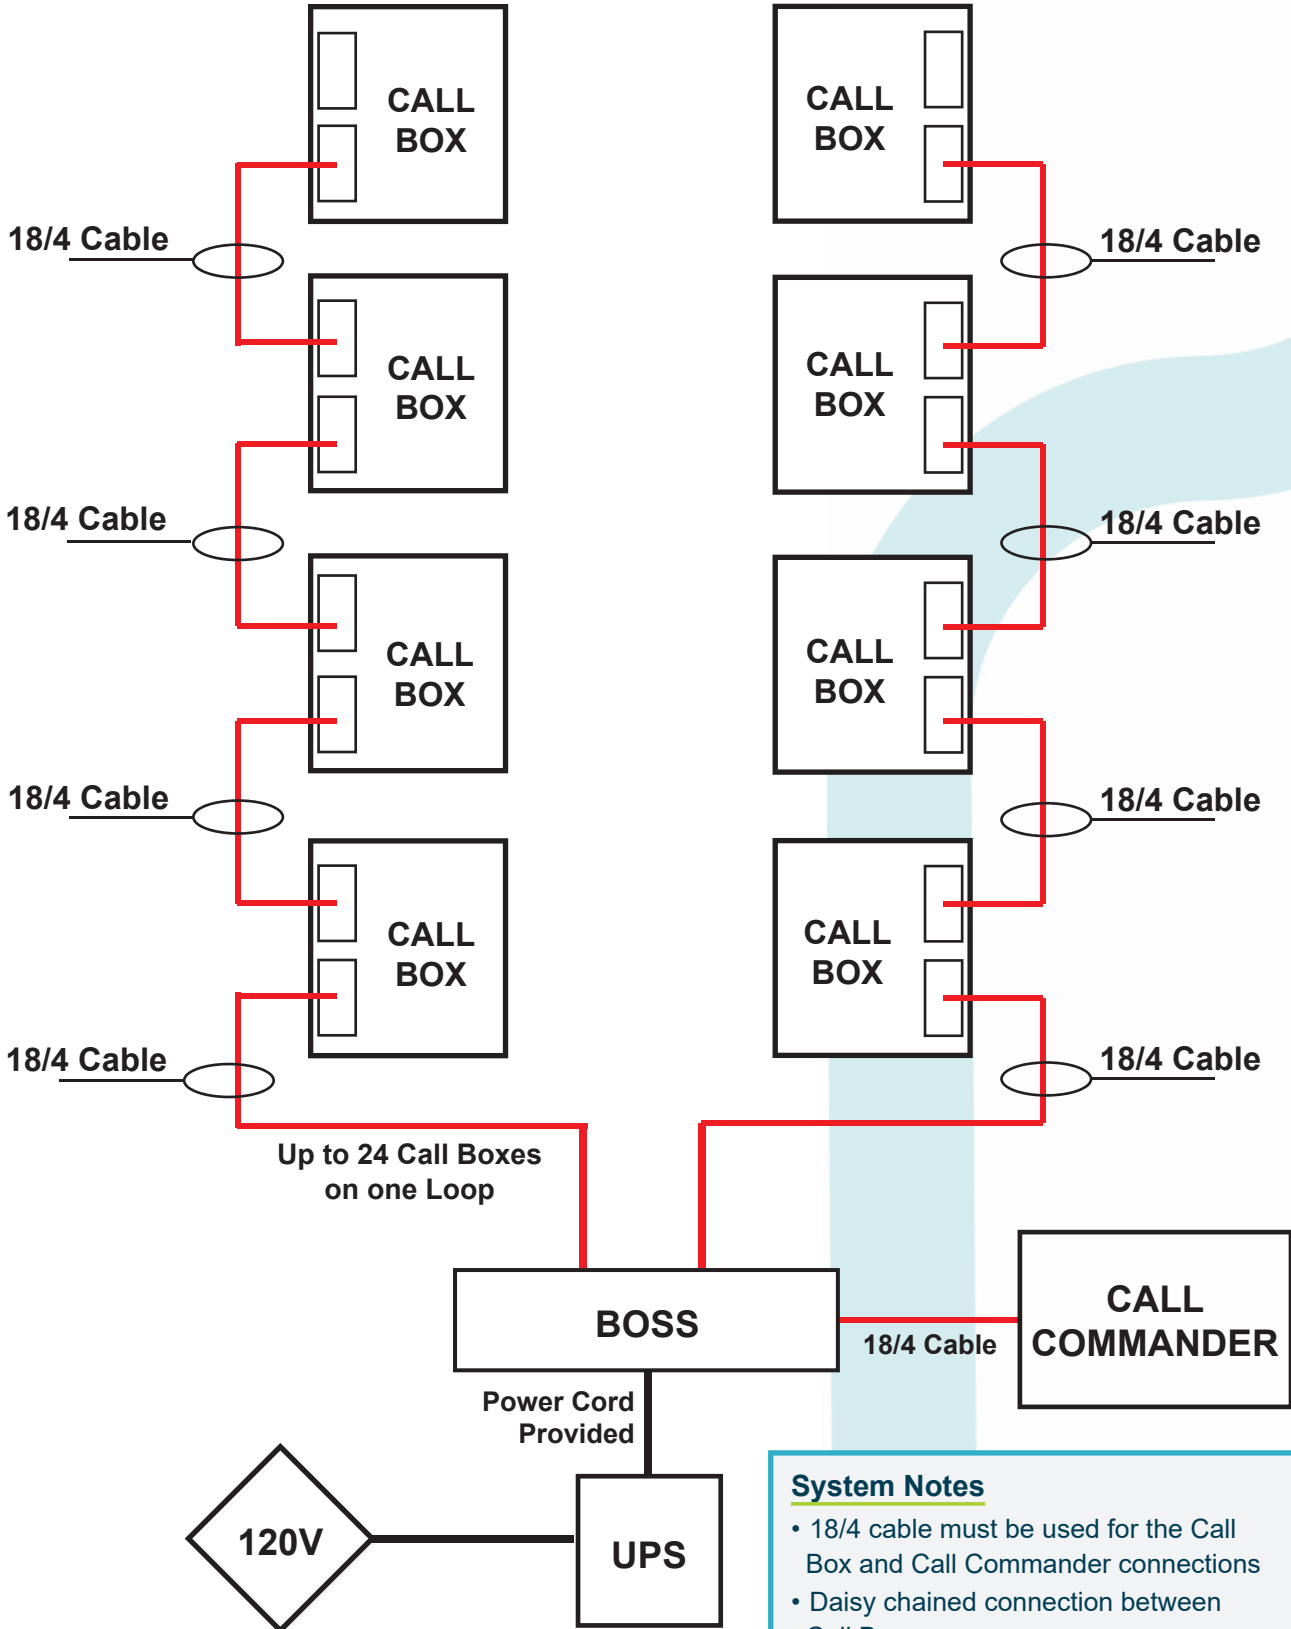 CALL
BOX
CALL
BOX
18/4 Cable
18/4 Cable
CALL
BOX
CALL
BOX
18/4 Cable
18/4 Cable
CALL
BOX
CALL
BOX
18/4 Cable
18/4 Cable
CALL
BOX
CALL
BOX
18/4 Cable
18/4 Cable
Up to 24 Call Boxes
on one Loop
BOSS
18/4 Cable
CALL
COMMANDER
Power Cord
Provided
120V
UPS
System Notes
• 18/4 cable must be used for the Call
Box and Call Commander connections
• Daisy chained connection between